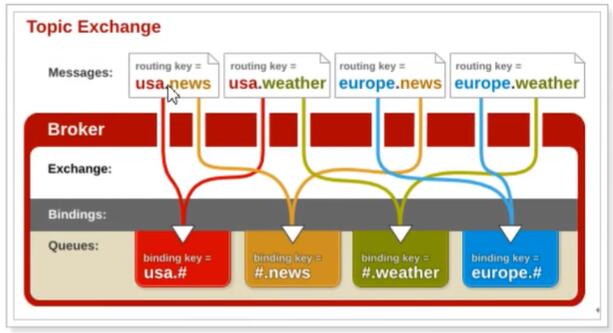 Topic Exchange
Messages:
routing key =
usa.news
routing key =
usa.weather
routing key =
europe.news
routing key =
europe.weather
Broker
Exchange:
Bindings:
Queues:
binding key =
usa.#
binding key =
#.news
binding key =
#.weather
binding key =
europe.#